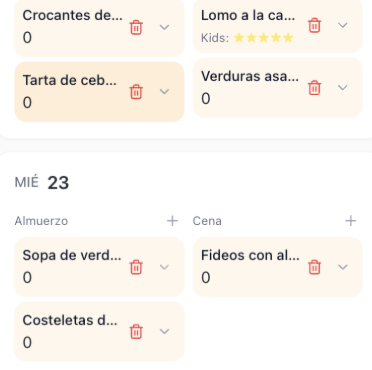 Crocantes de...
0
Lomo a la ca...
Kids: ⭐⭐⭐⭐⭐
Tarta de ceb...
0
Verduras asa...
0
MIÉ 23
Almuerzo
Cena
Sopa de verd...
0
Fideos con al...
0
Costeletas d...
0